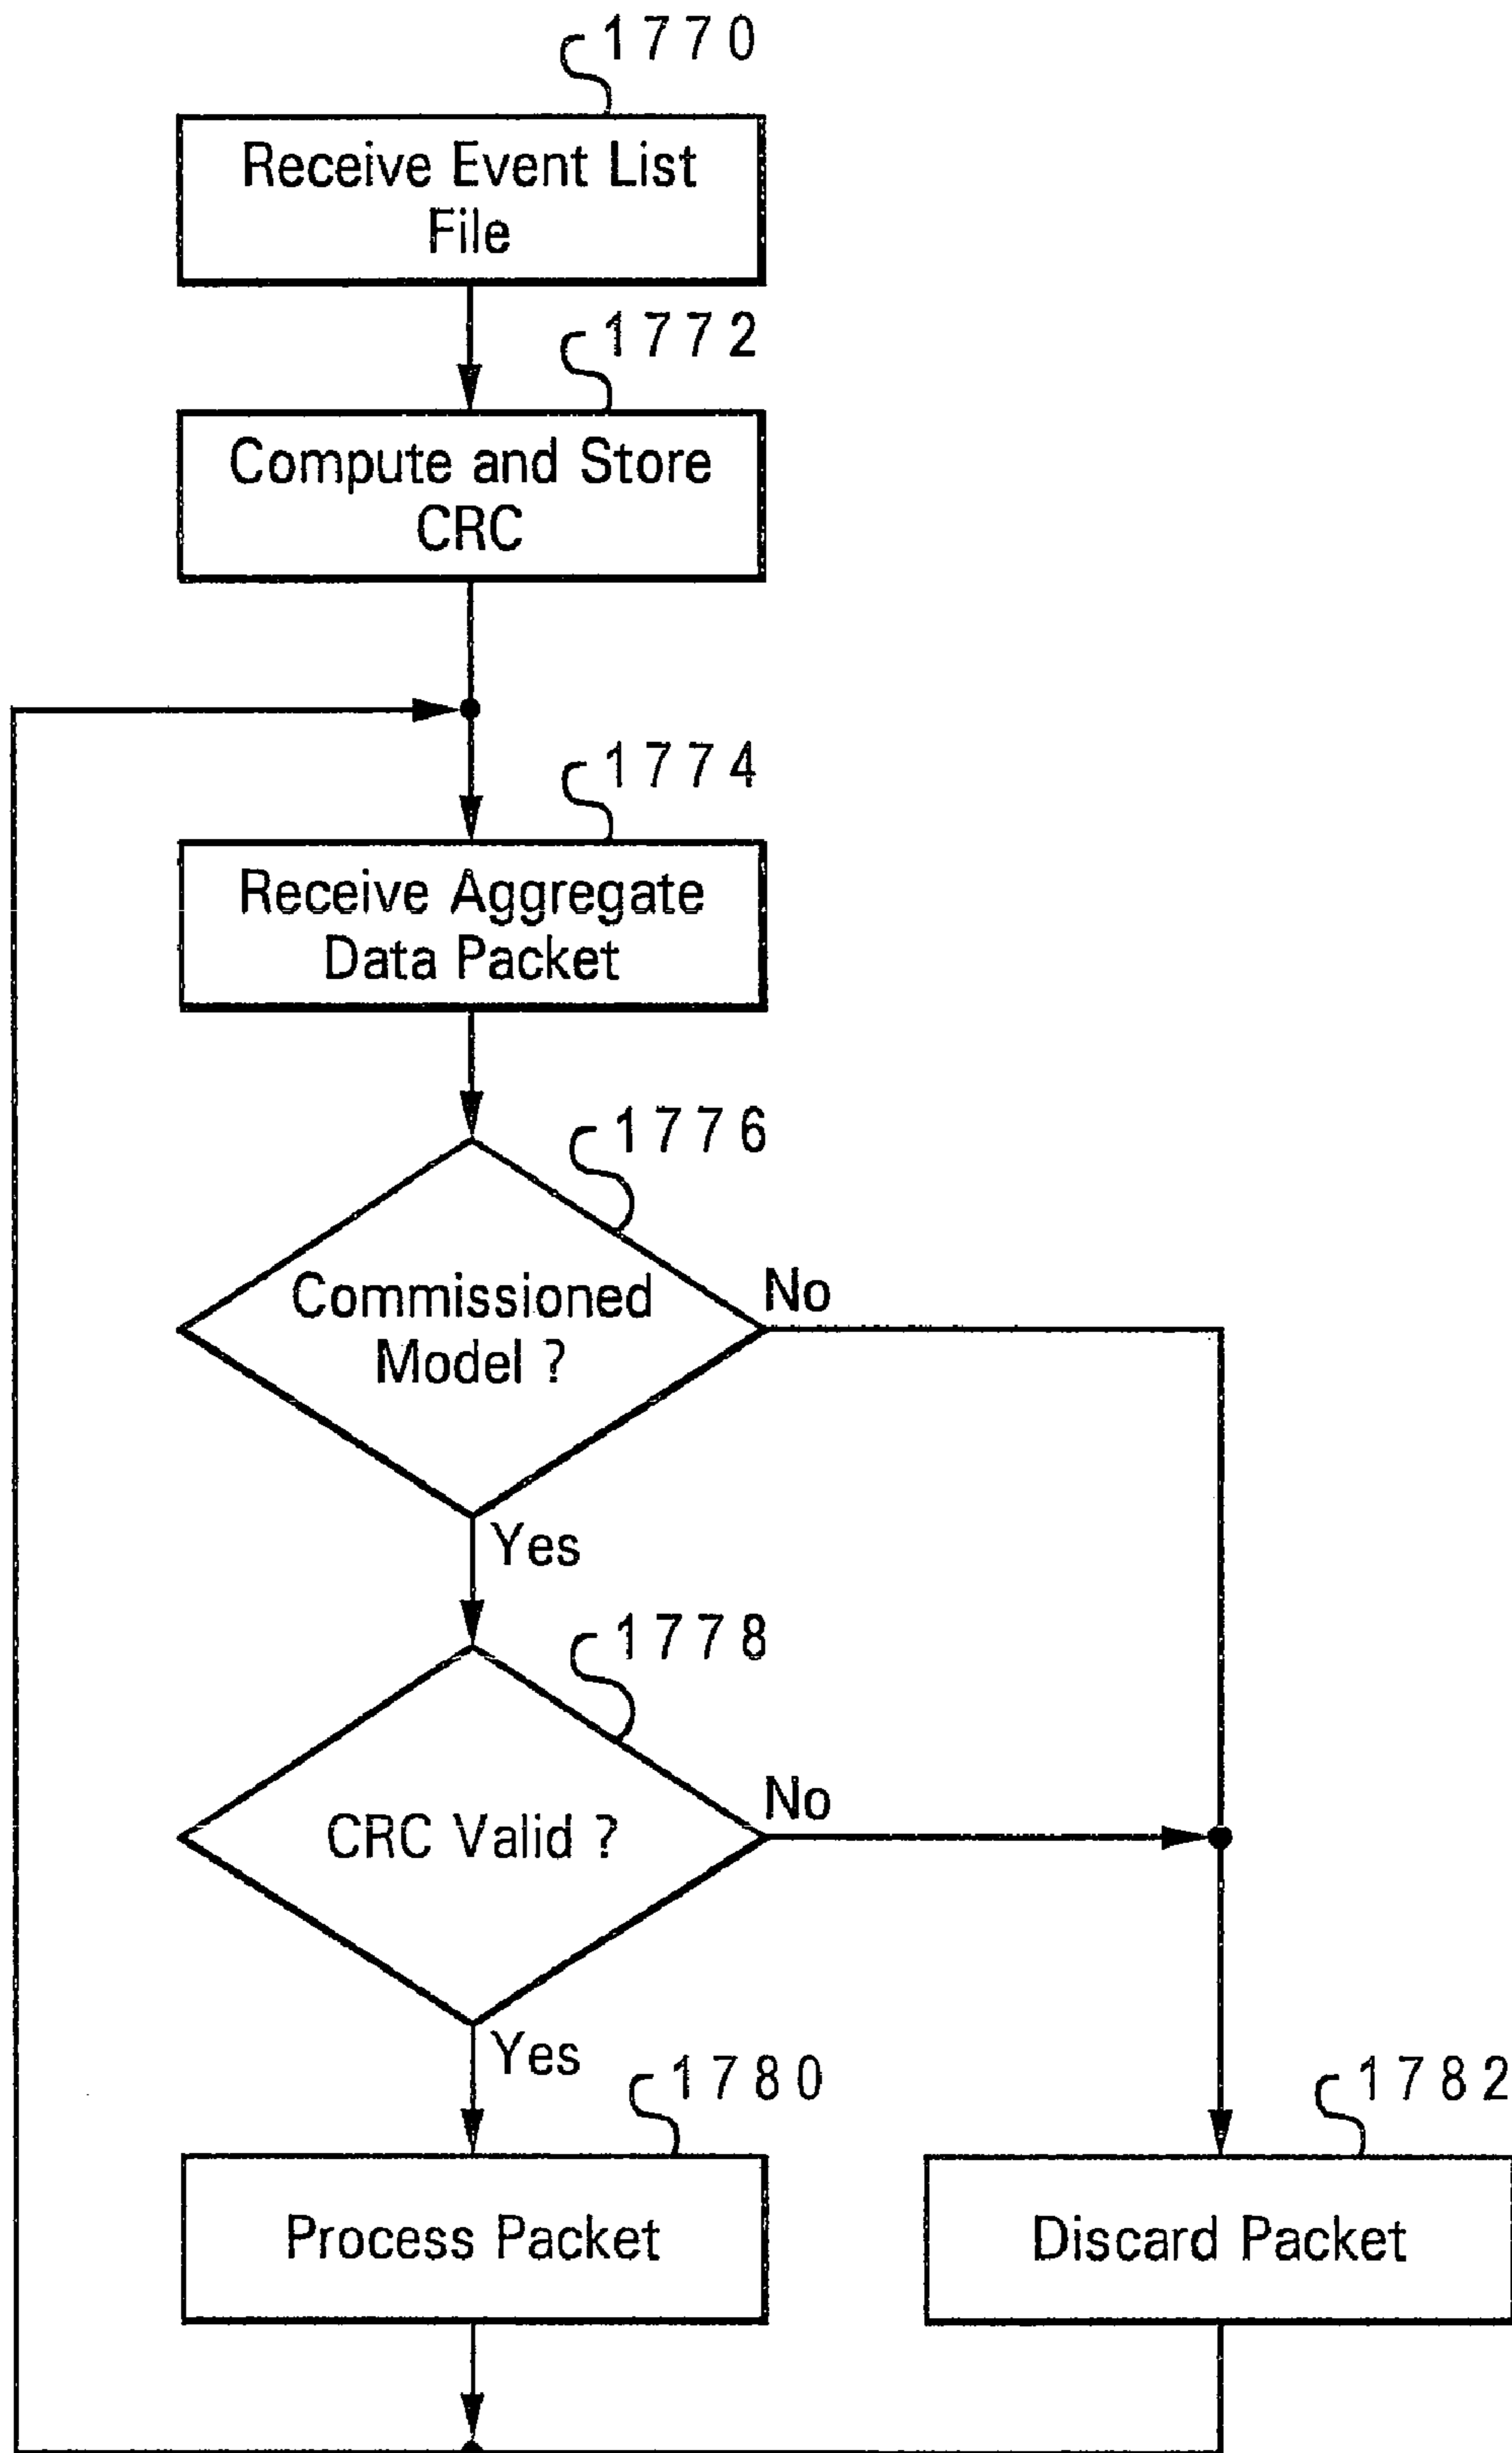 1770
Receive Event List
File
1772
Compute and Store
CRC
1774
Receive Aggregate
Data Packet
1776
Commissioned
Model ?
No
Yes
1778
CRC Valid ?
No
Yes
1780
Process Packet
1782
Discard Packet